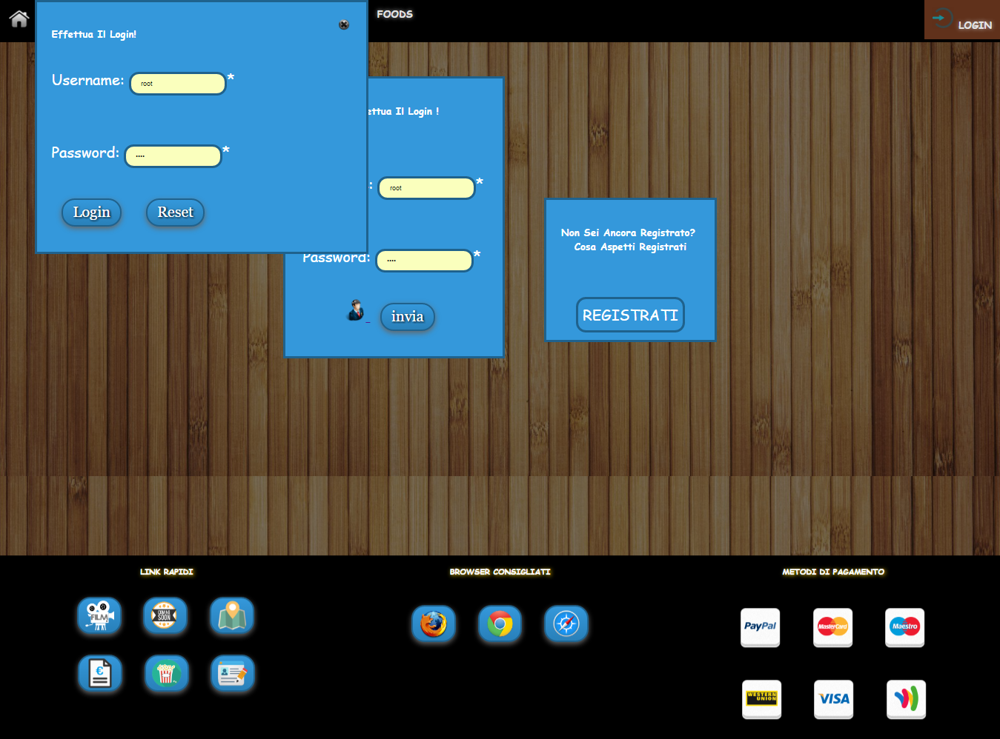 FOODS
LOGIN
Effettua Il Login!
Username: root *
Password: •••• *
Login Reset
ettua Il Login !
: root *
Password: •••• *
invia
Non Sei Ancora Registrato?
Cosa Aspetti Registrati
REGISTRATI
LINK RAPIDI
FILM
COMING
SOON
€
BROWSER CONSIGLIATI
METODI DI PAGAMENTO
PayPal
MasterCard
Maestro
WESTERN
UNION
VISA